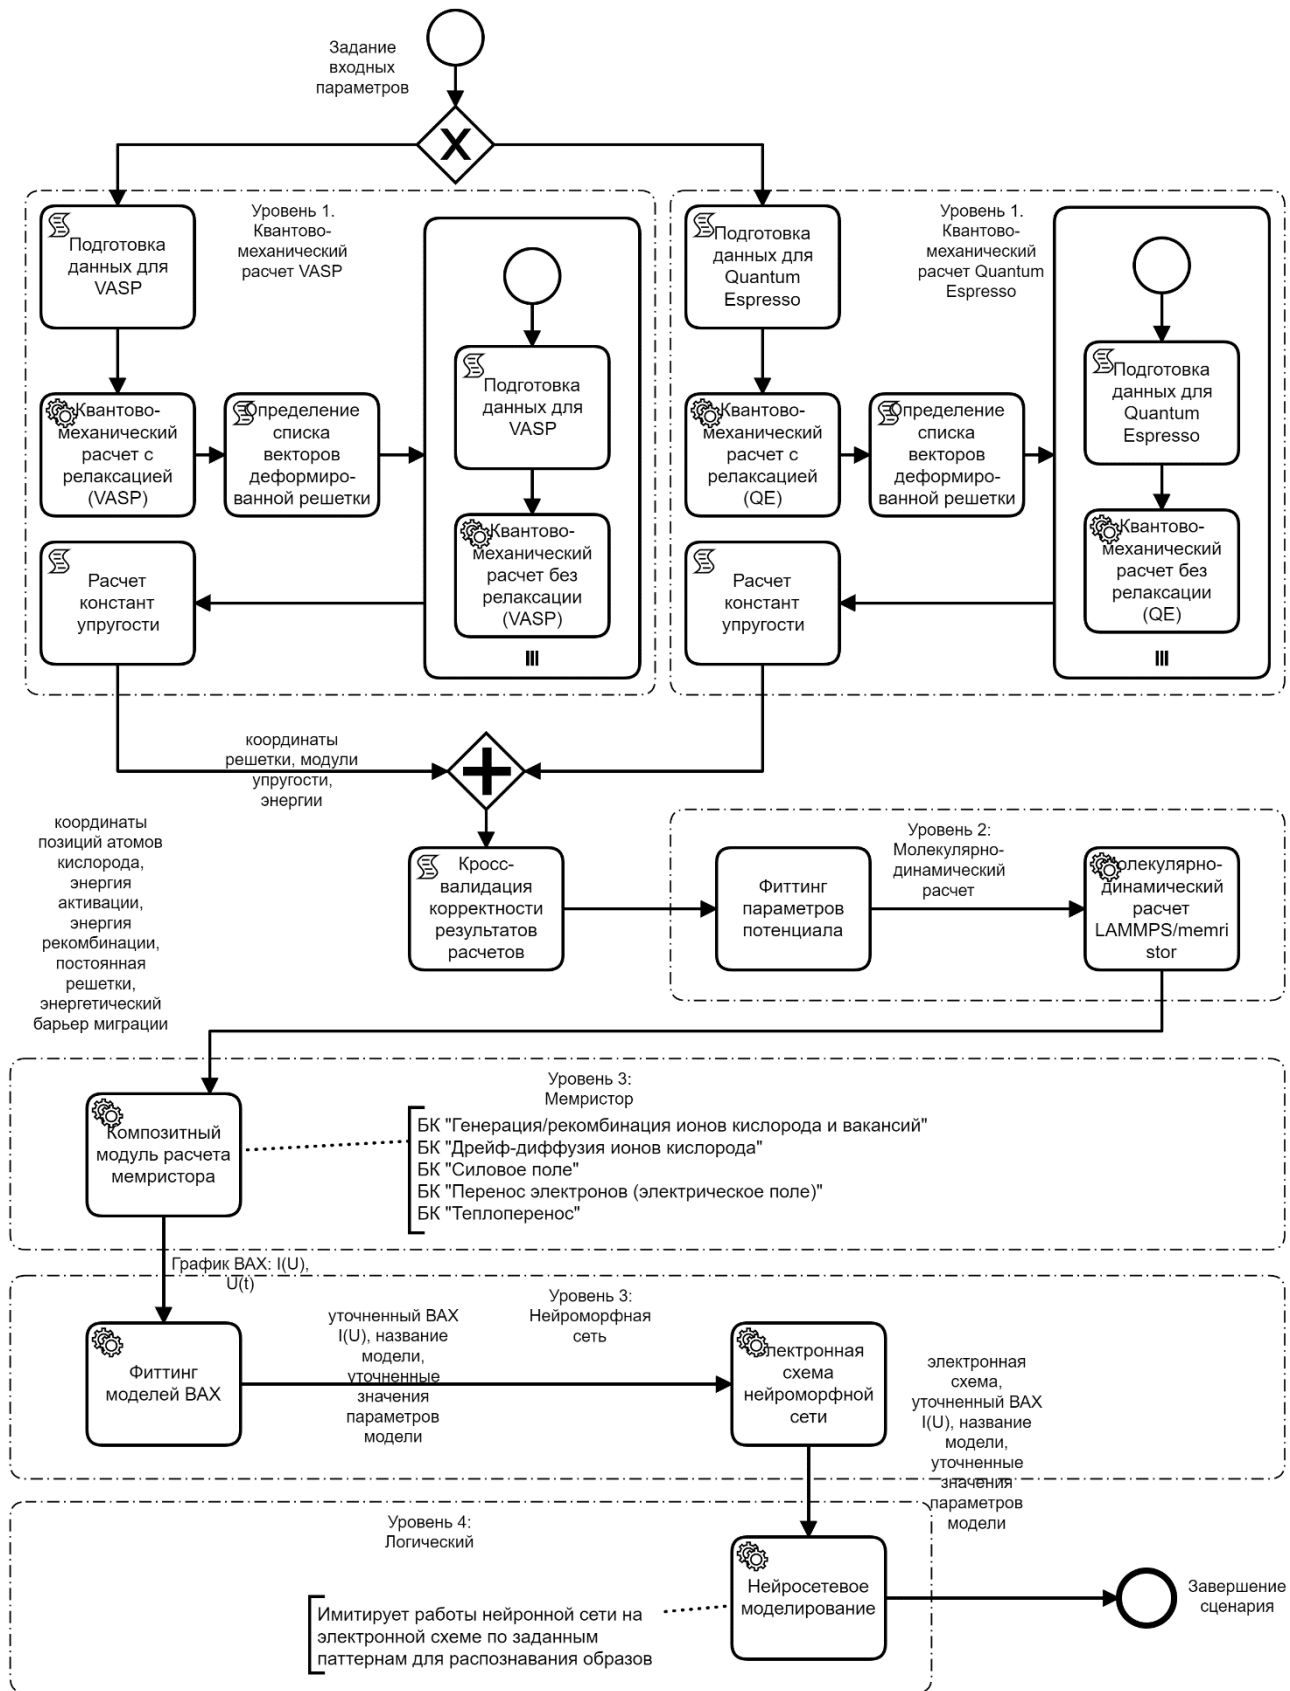 Задание
входных
параметров
Уровень 1.
Квантово-
механический
расчет VASP
Подготовка
данных для
VASP
Подготовка
данных для
VASP
Квантово-
механический
расчет с
релаксацией
(VASP)
Определение
списка
векторов
деформиро-
ванной решетки
Квантово-
механический
расчет без
релаксации
(VASP)
Расчет
констант
упругости
Уровень 1.
Квантово-
механический
расчет Quantum
Espresso
Подготовка
данных для
Quantum
Espresso
Подготовка
данных для
Quantum
Espresso
Квантово-
механический
расчет с
релаксацией
(QE)
Определение
списка
векторов
деформиро-
ванной решетки
Квантово-
механический
расчет без
релаксации
(QE)
Расчет
констант
упругости
координаты
решетки, модули
упругости,
энергии
координаты
позиций атомов
кислорода,
энергия
активации,
энергия
рекомбинации,
постоянная
решетки,
энергетический
барьер миграции
Кросс-
валидация
корректности
результатов
расчетов
Уровень 2:
Молекулярно-
динамический
расчет
Фиттинг
параметров
потенциала
Молекулярно-
динамический
расчет
LAMMPS/memri
stor
Уровень 3:
Мемристор
Композитный
модуль расчета
мемристора
БК "Генерация/рекомбинация ионов кислорода и вакансий"
БК "Дрейф-диффузия ионов кислорода"
БК "Силовое поле"
БК "Перенос электронов (электрическое поле)"
БК "Теплоперенос"
График ВАХ: I(U),
U(t)
Уровень 3:
Нейроморфная
сеть
Фиттинг
моделей ВАХ
уточненный ВАХ
I(U), название
модели,
уточненные
значения
параметров
модели
Электронная
схема
нейроморфной
сети
электронная
схема,
уточненный ВАХ
I(U), название
модели,
уточненные
значения
параметров
модели
Уровень 4:
Логический
Нейросетевое
моделирование
Имитирует работы нейронной сети на
электронной схеме по заданным
паттернам для распознавания образов
Завершение
сценария